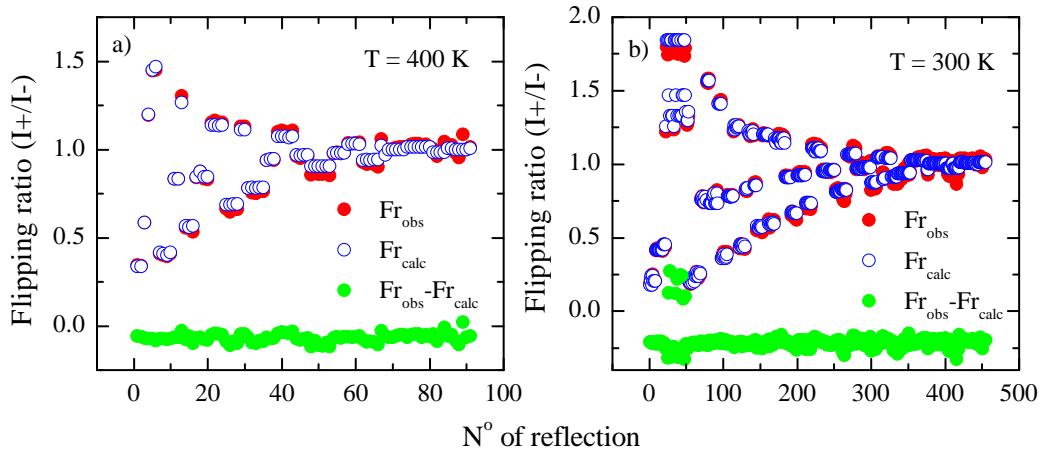 a)
T = 400 K
Flipping ratio (I+/I-)
1.5
1.0
0.5
0.0
Fr_obs
Fr_calc
Fr_obs-Fr_calc
0
20
40
60
80
100
b)
T = 300 K
Flipping ratio (I+/I-)
2.0
1.5
1.0
0.5
0.0
Fr_obs
Fr_calc
Fr_obs-Fr_calc
0
100
200
300
400
500
Nº of reflection